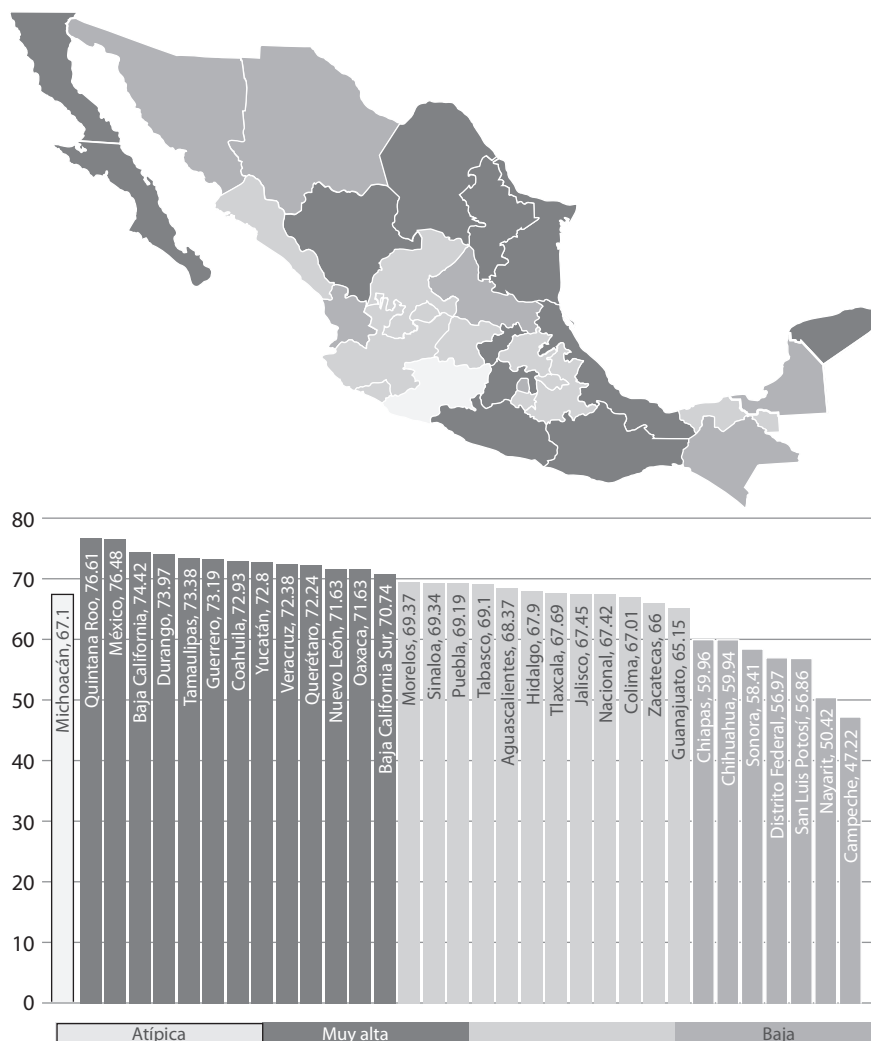 80
70
60
50
40
30
20
10
0
Michoacán, 67.1
Quintana Roo, 76.61
México, 76.48
Baja California, 74.42
Durango, 73.97
Tamaulipas, 73.38
Guerrero, 73.19
Coahuila, 72.93
Yucatán, 72.8
Veracruz, 72.38
Querétaro, 72.24
Nuevo León, 71.63
Oaxaca, 71.63
Baja California Sur, 70.74
Morelos, 69.37
Sinaloa, 69.34
Puebla, 69.19
Tabasco, 69.1
Aguascalientes, 68.37
Hidalgo, 67.9
Tlaxcala, 67.69
Jalisco, 67.45
Nacional, 67.42
Colima, 67.01
Zacatecas, 66
Guanajuato, 65.15
Chiapas, 59.96
Chihuahua, 59.94
Sonora, 58.41
Distrito Federal, 56.97
San Luis Potosí, 56.86
Nayarit, 50.42
Campeche, 47.22
Atípica
Muy alta
Baja